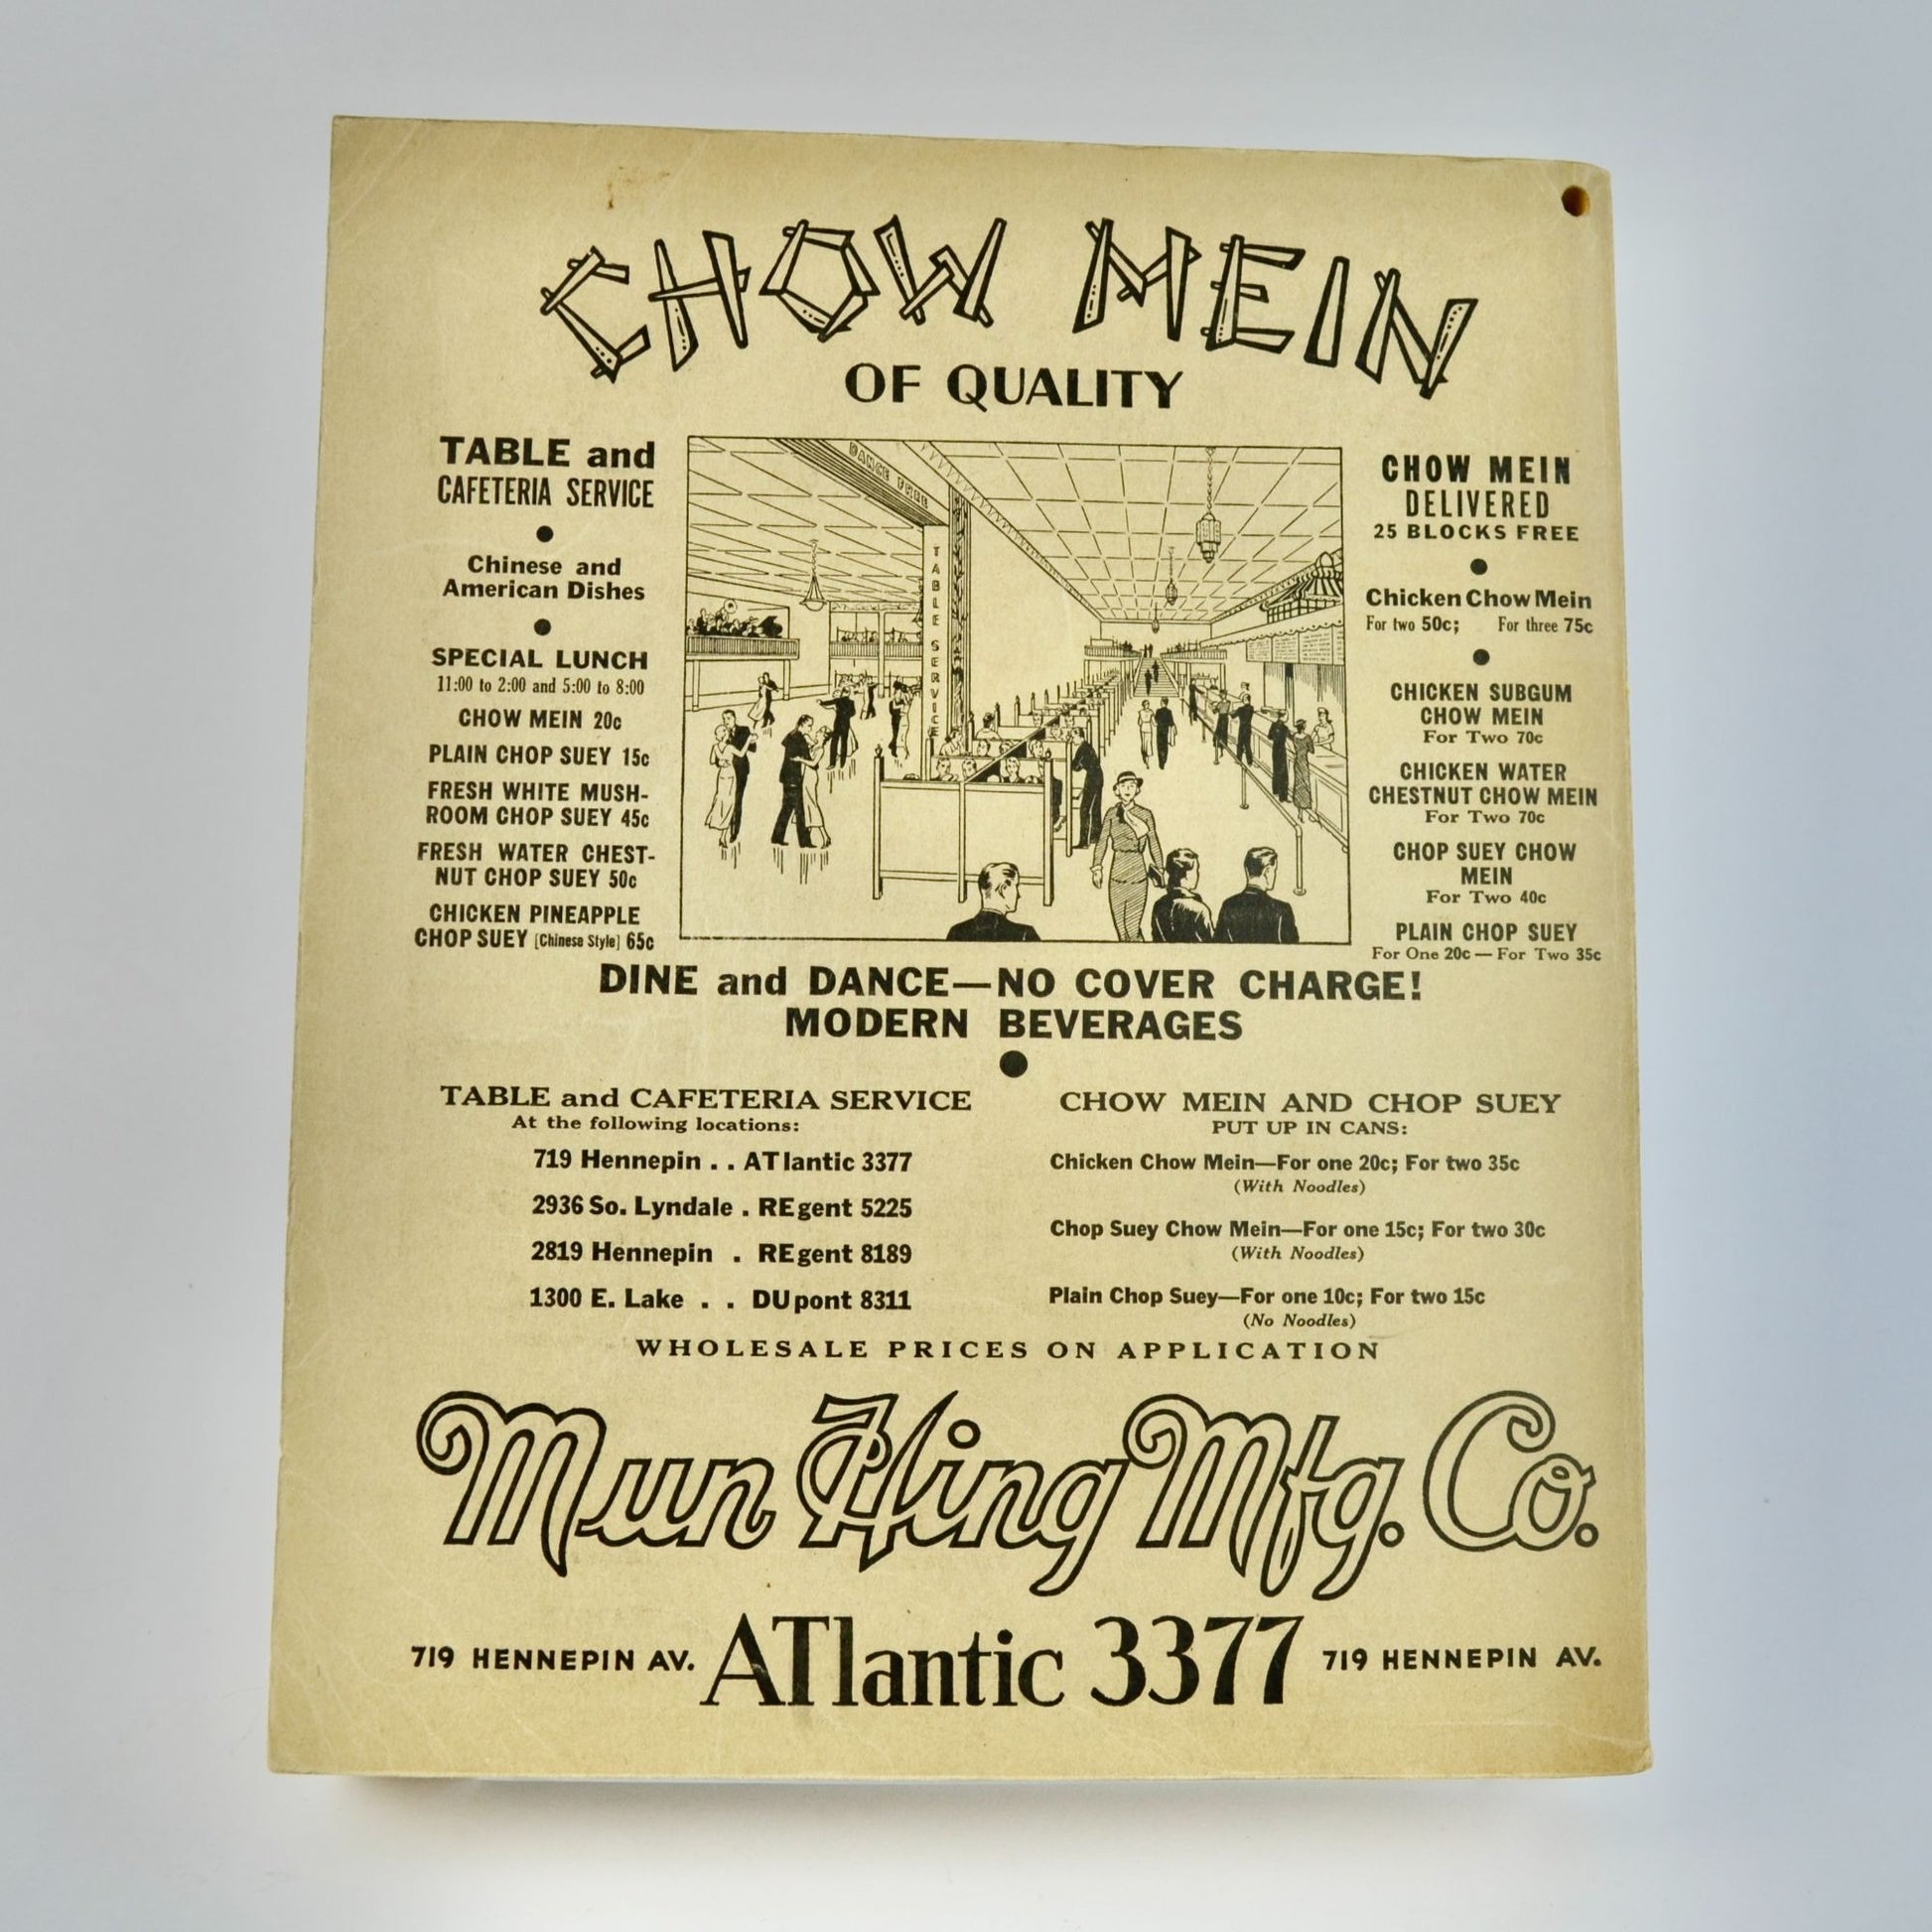 CHOW MEIN
OF QUALITY
TABLE and
CAFETERIA SERVICE
Chinese and
American Dishes
SPECIAL LUNCH
11:00 to 2:00 and 5:00 to 8:00
CHOW MEIN 20c
PLAIN CHOP SUEY 15c
FRESH WHITE MUSH-
ROOM CHOP SUEY 45c
FRESH WATER CHEST-
NUT CHOP SUEY 50c
CHICKEN PINEAPPLE
CHOP SUEY [Chinese Style] 65c
DANCE FREE
TABLE SERVICE
CHOW MEIN
DELIVERED
25 BLOCKS FREE
Chicken Chow Mein
For two 50c; For three 75c
CHICKEN SUBGUM
CHOW MEIN
For Two 70c
CHICKEN WATER
CHESTNUT CHOW MEIN
For Two 70c
CHOP SUEY CHOW
MEIN
For Two 40c
PLAIN CHOP SUEY
For One 20c — For Two 35c
DINE and DANCE—NO COVER CHARGE!
MODERN BEVERAGES
TABLE and CAFETERIA SERVICE
At the following locations:
719 Hennepin . . ATlantic 3377
2936 So. Lyndale . REgent 5225
2819 Hennepin . REgent 8189
1300 E. Lake . . DUpont 8311
CHOW MEIN AND CHOP SUEY
PUT UP IN CANS:
Chicken Chow Mein—For one 20c; For two 35c
(With Noodles)
Chop Suey Chow Mein—For one 15c; For two 30c
(With Noodles)
Plain Chop Suey—For one 10c; For two 15c
(No Noodles)
WHOLESALE PRICES ON APPLICATION
Mun Hing Mfg. Co.
719 HENNEPIN AV. ATlantic 3377 719 HENNEPIN AV.